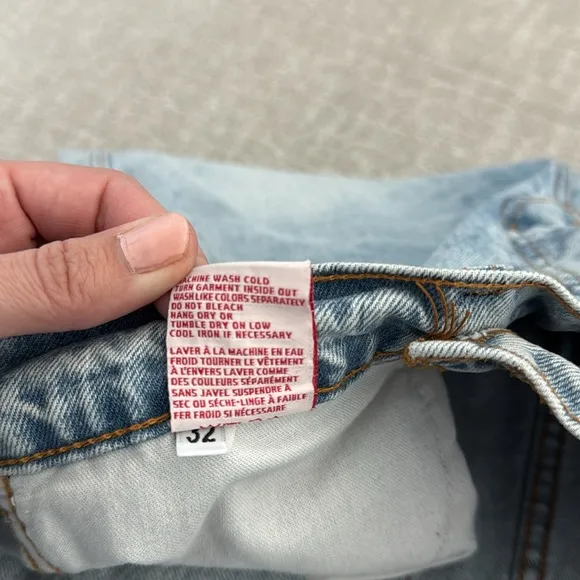 MACHINE WASH COLD
TURN GARMENT INSIDE OUT
WASH LIKE COLORS SEPARATELY
DO NOT BLEACH
HANG DRY OR
TUMBLE DRY ON LOW
COOL IRON IF NECESSARY
LAVER À LA MACHINE EN EAU
FROID TOURNER LE VÊTEMENT
À L'ENVERS LAVER COMME
DES COULEURS SÉPARÉMENT
SANS JAVEL SUSPENDRE À
SEC OU SÉCHE-LINGE À FAIBLE
FER FROID SI NÉCESSAIRE
32